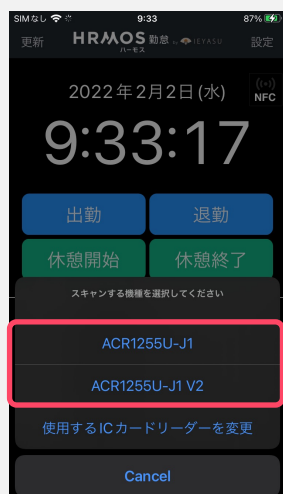 SIMなし 9:33 87%
更新 HRMOS 勤怠 by IEYASU 設定
ハーモス
2022年2月2日(水) NFC
9:33:17
出勤 退勤
休憩開始 休憩終了
スキャンする機種を選択してください
ACR1255U-J1
ACR1255U-J1 V2
使用するICカードリーダーを変更
Cancel